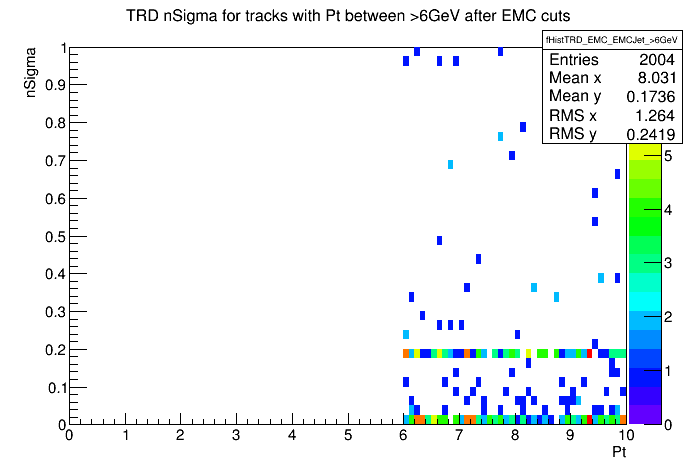 TRD nSigma for tracks with Pt between >6GeV after EMC cuts
fHistTRD_EMC_EMCJet_>6GeV
Entries 2004
Mean x 8.031
Mean y 0.1736
RMS x 1.264
RMS y 0.2419
nSigma
1
0.9
0.8
0.7
0.6
0.5
0.4
0.3
0.2
0.1
0
0 1 2 3 4 5 6 7 8 9 10
Pt
5
4
3
2
1
0